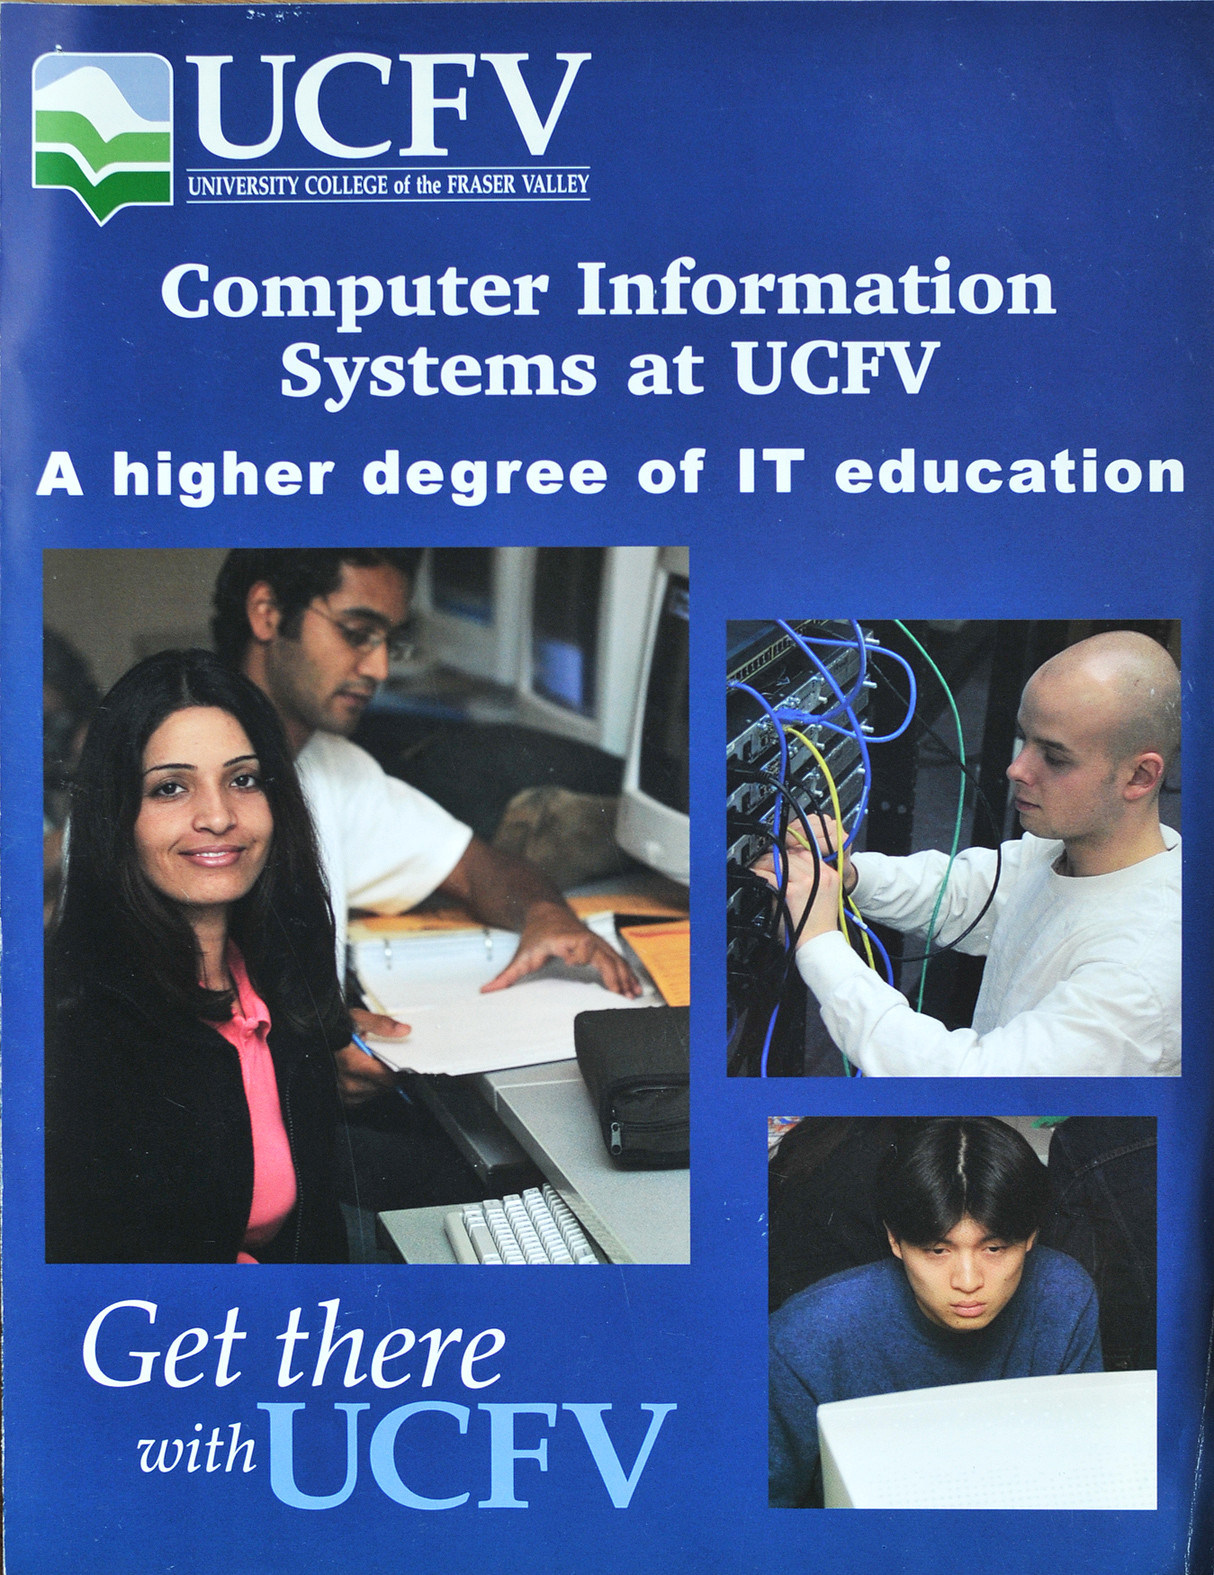 UCFV
UNIVERSITY COLLEGE of the FRASER VALLEY
Computer Information
Systems at UCFV
A higher degree of IT education
Get there
with UCFV